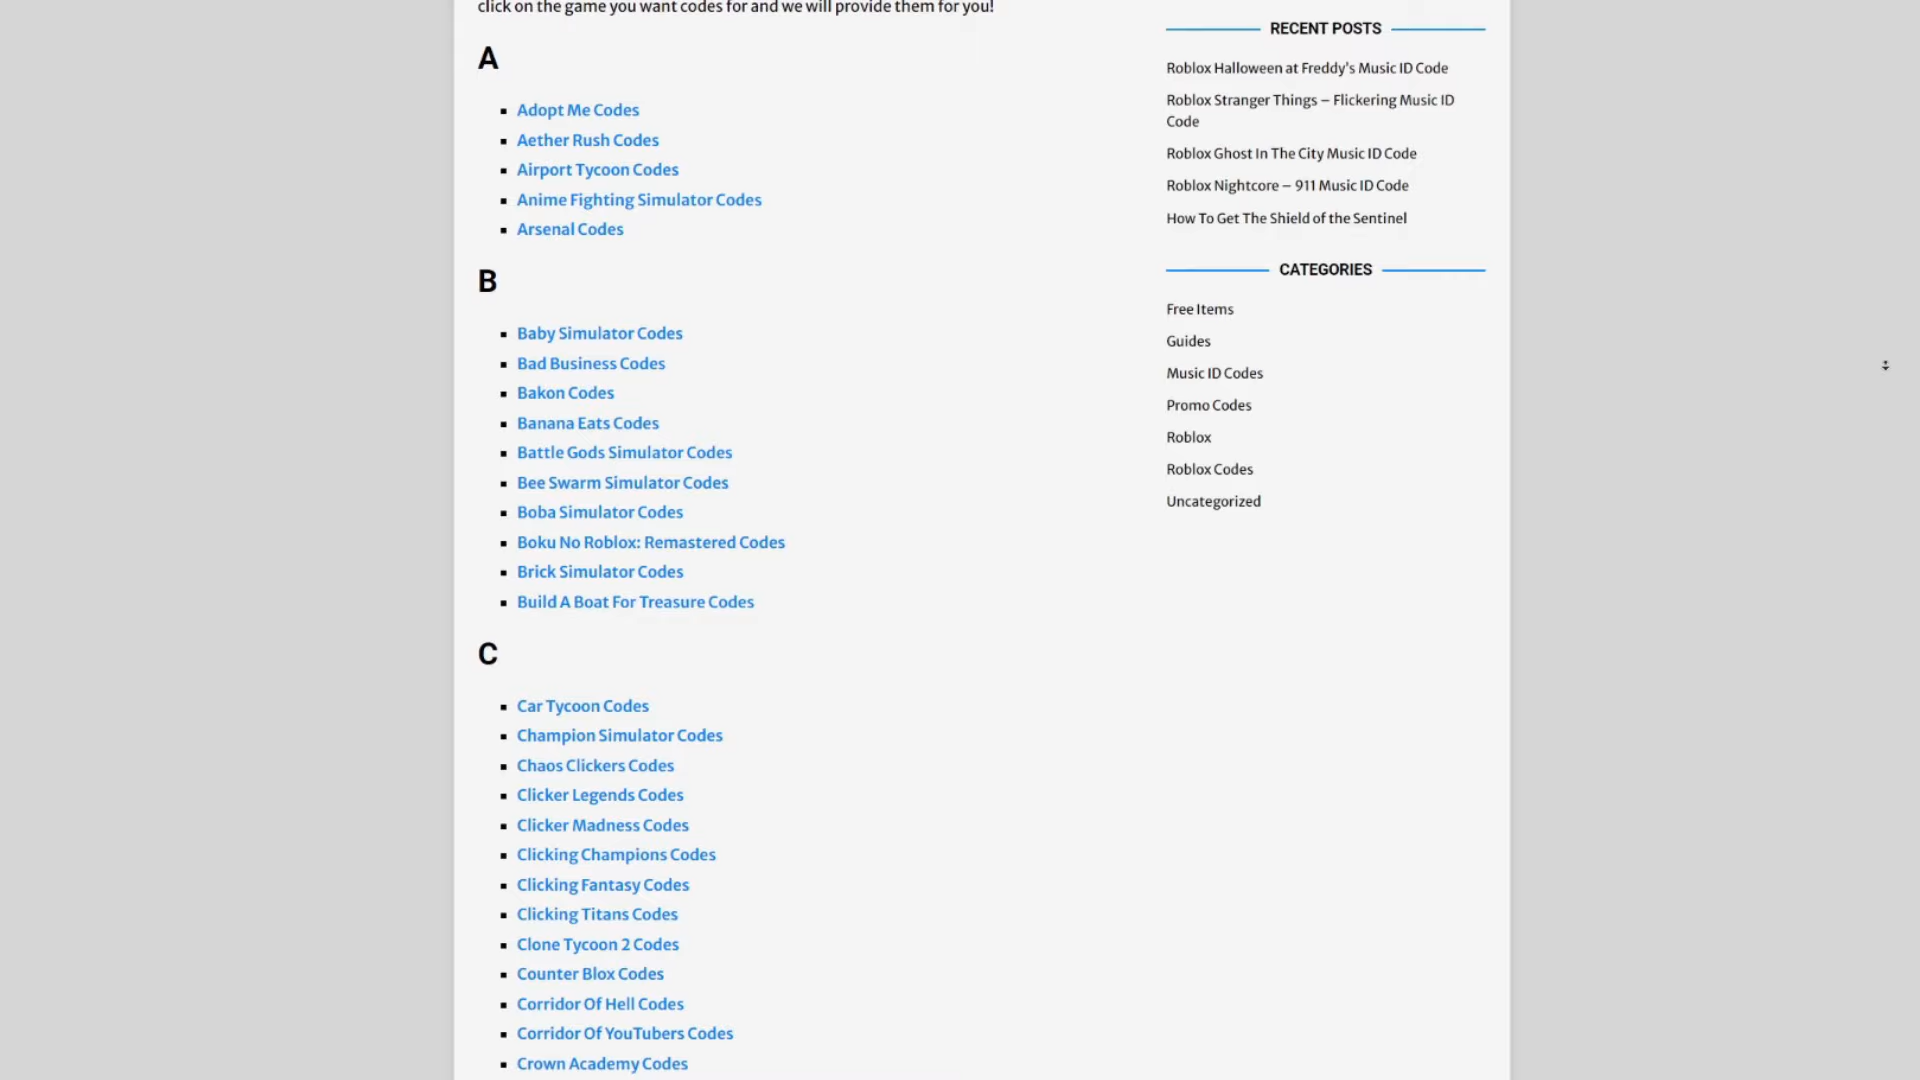 click on the game you want codes for and we will provide them for you!
A
Adopt Me Codes
Aether Rush Codes
Airport Tycoon Codes
Anime Fighting Simulator Codes
Arsenal Codes
B
Baby Simulator Codes
Bad Business Codes
Bakon Codes
Banana Eats Codes
Battle Gods Simulator Codes
Bee Swarm Simulator Codes
Boba Simulator Codes
Boku No Roblox: Remastered Codes
Brick Simulator Codes
Build A Boat For Treasure Codes
C
Car Tycoon Codes
Champion Simulator Codes
Chaos Clickers Codes
Clicker Legends Codes
Clicker Madness Codes
Clicking Champions Codes
Clicking Fantasy Codes
Clicking Titans Codes
Clone Tycoon 2 Codes
Counter Blox Codes
Corridor Of Hell Codes
Corridor Of YouTubers Codes
Crown Academy Codes
RECENT POSTS
Roblox Halloween at Freddy's Music ID Code
Roblox Stranger Things – Flickering Music ID
Code
Roblox Ghost In The City Music ID Code
Roblox Nightcore – 911 Music ID Code
How To Get The Shield of the Sentinel
CATEGORIES
Free Items
Guides
Music ID Codes
Promo Codes
Roblox
Roblox Codes
Uncategorized